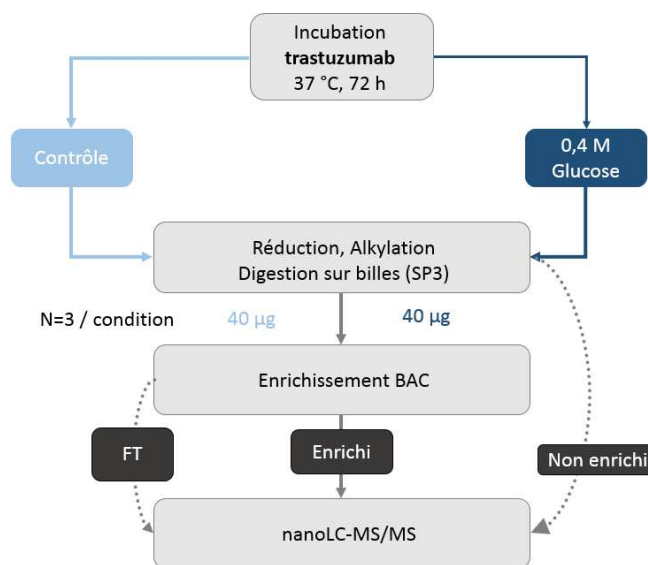 Incubation
trastuzumab
37 °C, 72 h
Contrôle
0,4 M
Glucose
Réduction, Alkylation
Digestion sur billes (SP3)
N=3 / condition
40 µg
40 µg
Enrichissement BAC
FT
Enrichi
Non enrichi
nanoLC-MS/MS